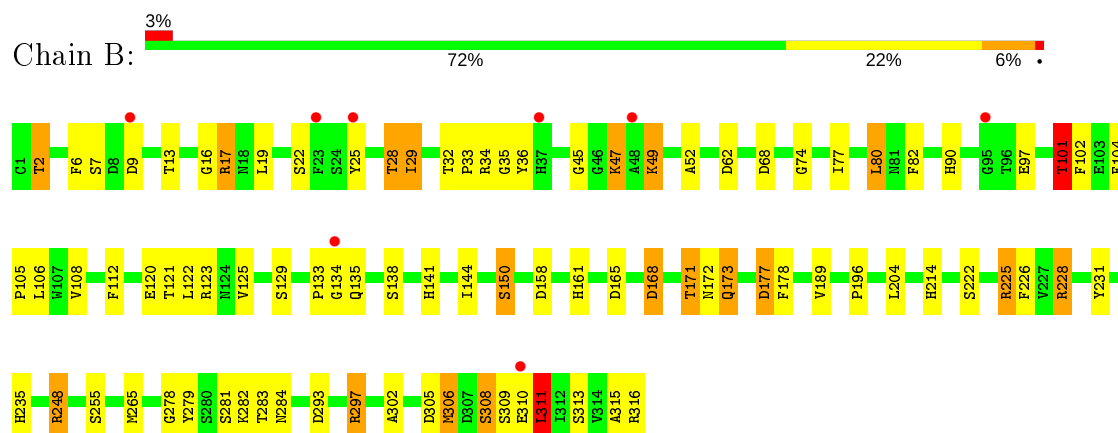 3%
Chain B:
72% 22% 6% •
C1 T2 F6 S7 D8 D9 T13 G16 R17 N18 L19 S22 F23 S24 Y25 T28 I29 T32 P33 R34 G35 Y36 H37 G45 G46 K47 A48 K49 A52 D62 D68 G74 I77 L80 N81 F82 H90 G95 T96 E97 T101 F102 E103
P105 L106 W107 V108 F112 E120 T121 L122 R123 N124 V125 S129 P133 G134 Q135 S138 H141 I144 S150 D158 H161 D165 D168 T171 N172 Q173 D177 F178 V189 P196 L204 H214 S222 R225 F226 V227 R228 Y231
H235 R248 S255 M265 G278 Y279 S280 S281 K282 T283 N284 D293 R297 A302 D305 M306 D307 S308 S309 E310 L311 I312 S313 V314 A315 R316